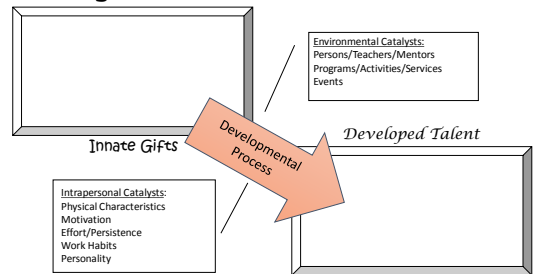 Environmental Catalysts:
Persons/Teachers/Mentors
Programs/Activities/Services
Events
Innate Gifts
Developmental
Process
Developed Talent
Intrapersonal Catalysts:
Physical Characteristics
Motivation
Effort/Persistence
Work Habits
Personality